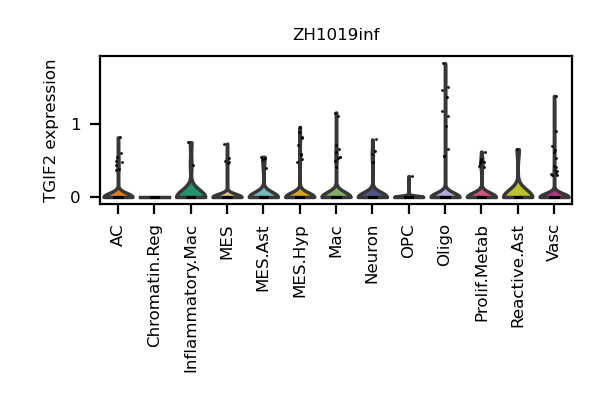 ZH1019inf
TGIF2 expression
1
0
AC
Chromatin.Reg
Inflammatory.Mac
MES
MES.Ast
MES.Hyp
Mac
Neuron
OPC
Oligo
Prolif.Metab
Reactive.Ast
Vasc